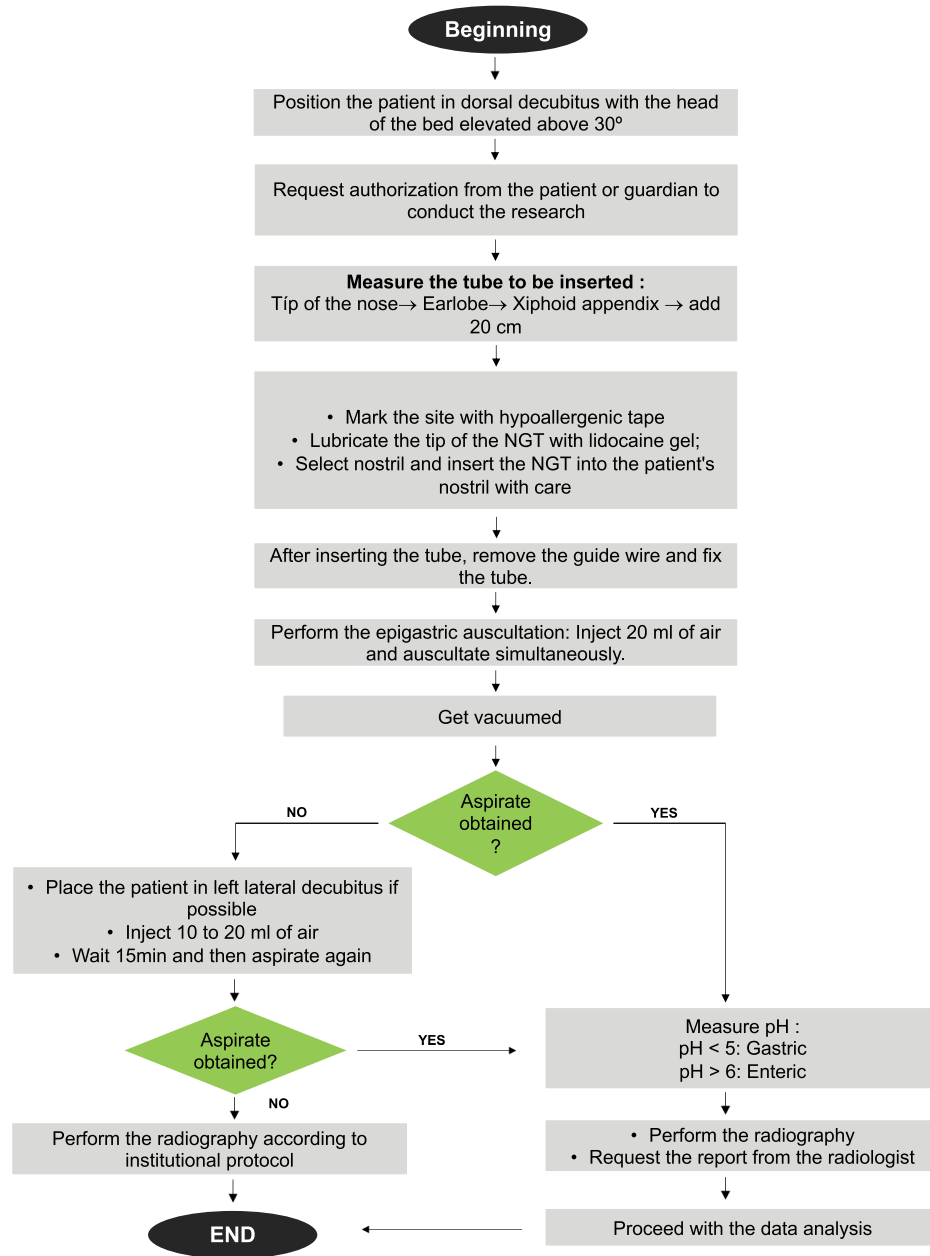 Beginning
Position the patient in dorsal decubitus with the head
of the bed elevated above 30º
Request authorization from the patient or guardian to
conduct the research
Measure the tube to be inserted :
Típ of the nose→ Earlobe→ Xiphoid appendix → add
20 cm
• Mark the site with hypoallergenic tape
• Lubricate the tip of the NGT with lidocaine gel;
• Select nostril and insert the NGT into the patient's
nostril with care
After inserting the tube, remove the guide wire and fix
the tube.
Perform the epigastric auscultation: Inject 20 ml of air
and auscultate simultaneously.
Get vacuumed
Aspirate
obtained
?
NO
YES
• Place the patient in left lateral decubitus if
possible
• Inject 10 to 20 ml of air
• Wait 15min and then aspirate again
Aspirate
obtained?
YES
NO
Measure pH :
pH < 5: Gastric
pH > 6: Enteric
Perform the radiography according to
institutional protocol
• Perform the radiography
• Request the report from the radiologist
Proceed with the data analysis
END